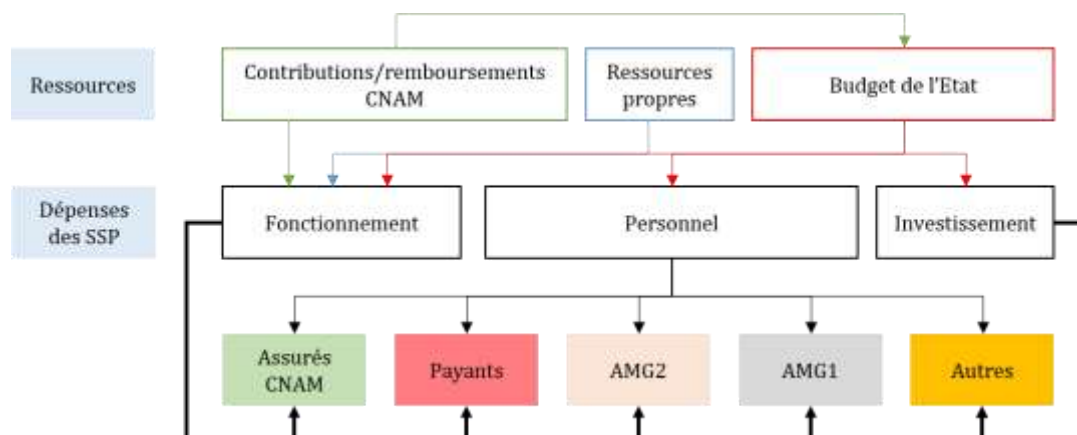 Ressources
Contributions/remboursements
CNAM
Ressources
propres
Budget de l'Etat
Dépenses
des SSP
Fonctionnement
Personnel
Investissement
Assurés
CNAM
Payants
AMG2
AMG1
Autres